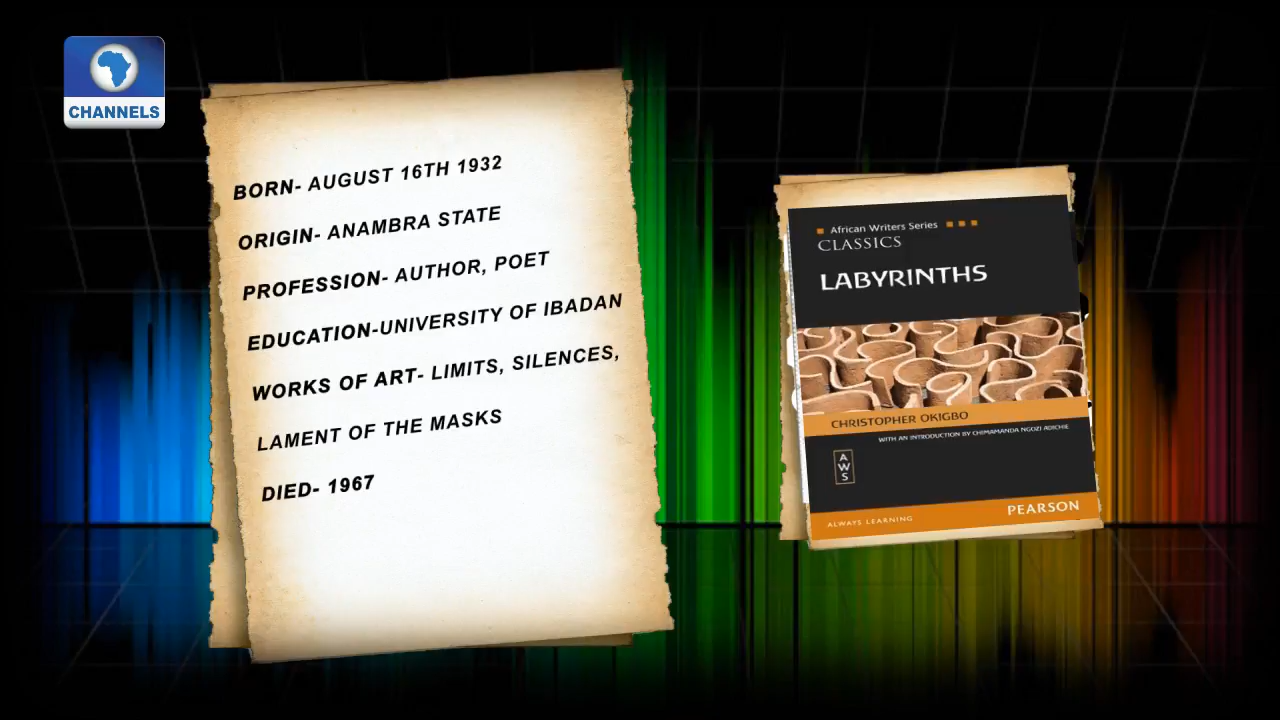 CHANNELS
BORN- AUGUST 16TH 1932
ORIGIN- ANAMBRA STATE
PROFESSION- AUTHOR, POET
EDUCATION-UNIVERSITY OF IBADAN
WORKS OF ART- LIMITS, SILENCES,
LAMENT OF THE MASKS
DIED- 1967
African Writers Series
CLASSICS
LABYRINTHS
CHRISTOPHER OKIGBO
WITH AN INTRODUCTION BY CHIMAMANDA NGOZI ADICHIE
A
W
S
ALWAYS LEARNING
PEARSON